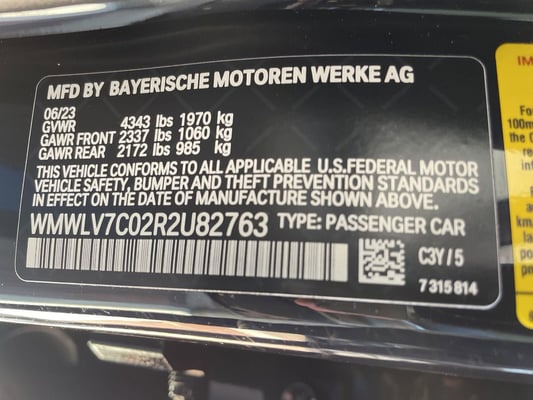 MFD BY BAYERISCHE MOTOREN WERKE AG
06/23
GVWR 4343 lbs 1970 kg
GAWR FRONT 2337 lbs 1060 kg
GAWR REAR 2172 lbs 985 kg
THIS VEHICLE CONFORMS TO ALL APPLICABLE U.S.FEDERAL MOTOR
VEHICLE SAFETY, BUMPER AND THEFT PREVENTION STANDARDS
IN EFFECT ON THE DATE OF MANUFACTURE SHOWN ABOVE.
WMWLV7C02R2U82763 TYPE: PASSENGER CAR
C3Y / 5
7 315 814
IM
Fo
100m